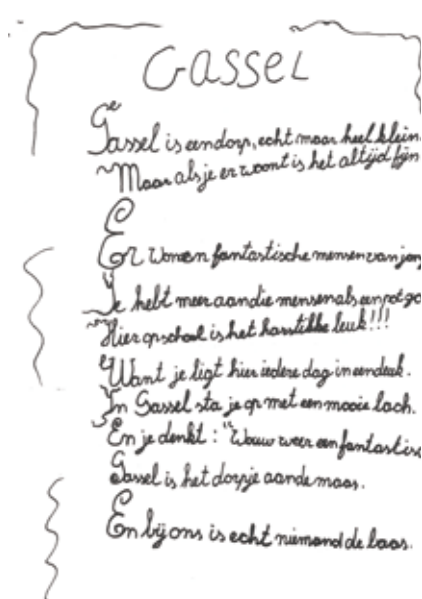 Gassel
Gassel is een dorp, echt maar heel klein.
Maar als je er woont is het altijd fijn
Er wonen fantastische mensen van jong
Je hebt meer aan die mensen als een pot go
Hier op school is het harstikke leuk!!!
Want je ligt hier iedere dag in een deuk.
In Gassel sta je op met een mooie lach.
En je denkt: "Wouw weer een fantastisc
Gassel is het dorpje aan de maas.
En bij ons is echt niemand de baas.